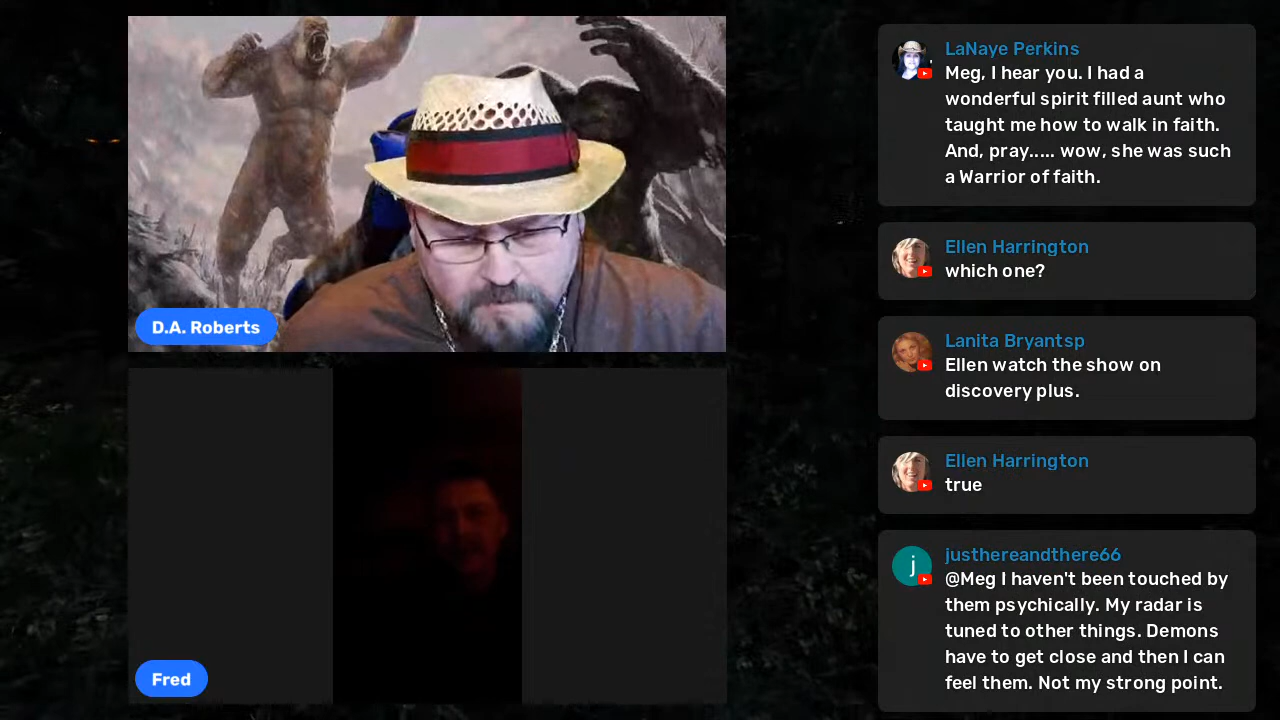 D.A. Roberts
Fred
LaNaye Perkins
Meg, I hear you. I had a
wonderful spirit filled aunt who
taught me how to walk in faith.
And, pray..... wow, she was such
a Warrior of faith.
Ellen Harrington
which one?
Lanita Bryantsp
Ellen watch the show on
discovery plus.
Ellen Harrington
true
j
justhereandthere66
@Meg I haven't been touched by
them psychically. My radar is
tuned to other things. Demons
have to get close and then I can
feel them. Not my strong point.